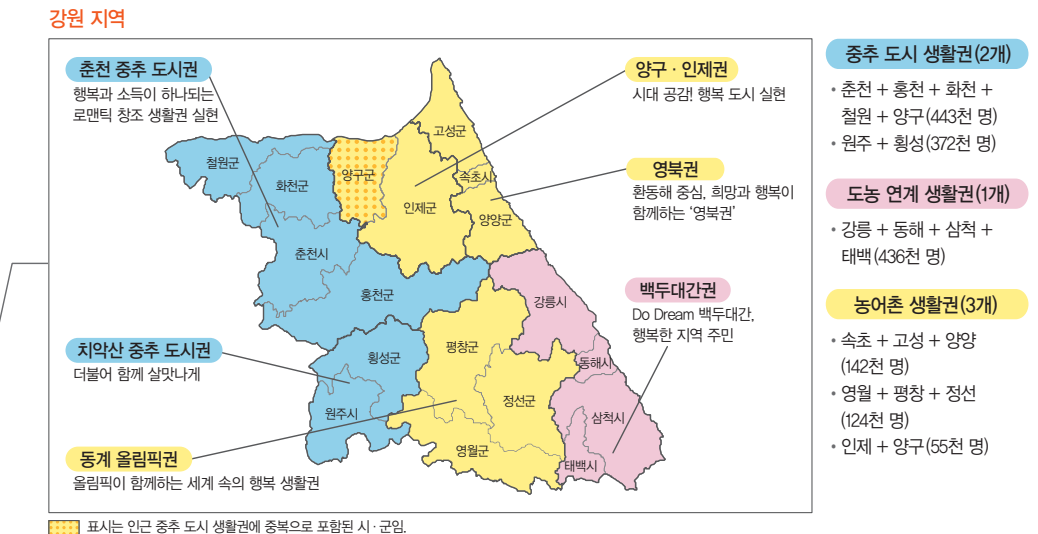 강원 지역
춘천 중추 도시권
행복과 소득이 하나되는
로맨틱 창조 생활권 실현
양구 · 인제권
시대 공감! 행복 도시 실현
영북권
환동해 중심, 희망과 행복이
함께하는 ‘영북권’
백두대간권
Do Dream 백두대간,
행복한 지역 주민
치악산 중추 도시권
더불어 함께 살맛나게
동계 올림픽권
올림픽이 함께하는 세계 속의 행복 생활권
고성군
철원군
화천군
양구군
속초시
인제군
양양군
춘천시
홍천군
강릉시
횡성군
평창군
동해시
정선군
원주시
삼척시
영월군
태백시
표시는 인근 중추 도시 생활권에 중복으로 포함된 시 · 군임.
중추 도시 생활권(2개)
• 춘천 + 홍천 + 화천 +
철원 + 양구(443천 명)
• 원주 + 횡성(372천 명)
도농 연계 생활권(1개)
• 강릉 + 동해 + 삼척 +
태백(436천 명)
농어촌 생활권(3개)
• 속초 + 고성 + 양양
(142천 명)
• 영월 + 평창 + 정선
(124천 명)
• 인제 + 양구(55천 명)